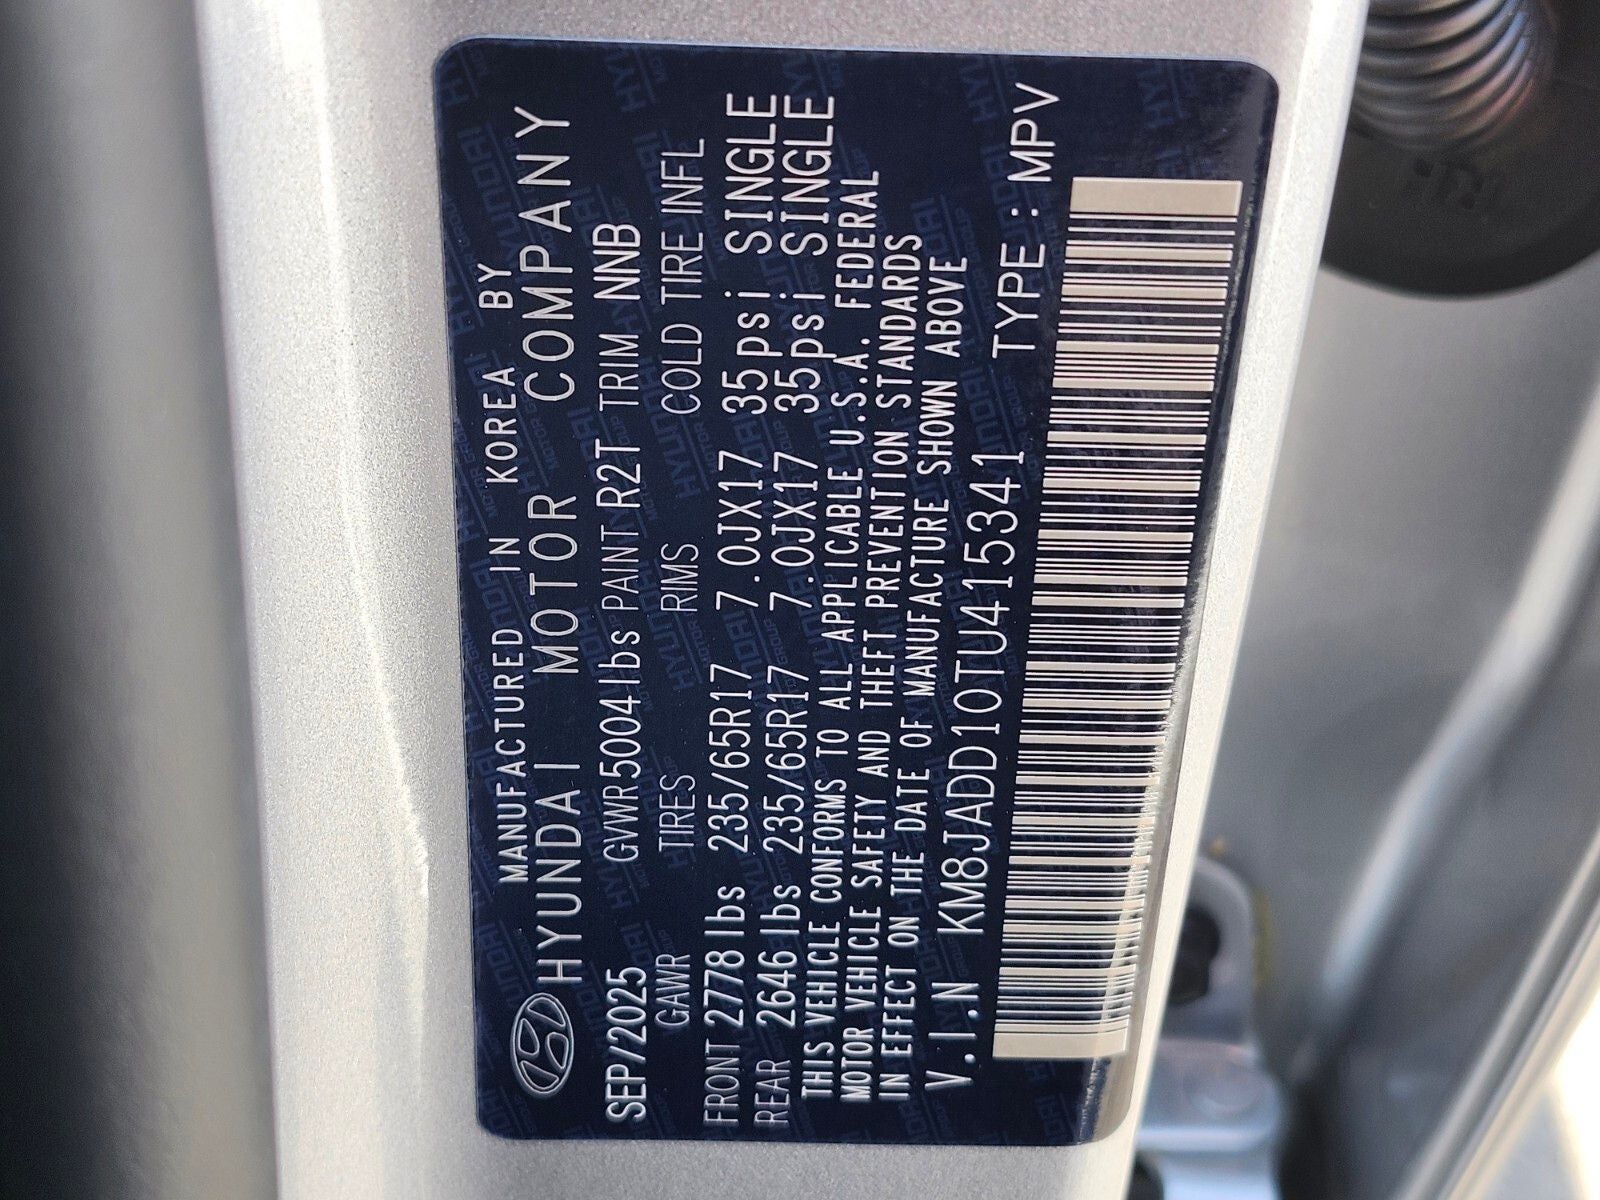 MANUFACTURED IN KOREA BY
HYUNDAI MOTOR COMPANY
SEP/2025 GVWR5004lbs PAINT R2T TRIM NNB
GAWR TIRES RIMS COLD TIRE INFL
FRONT 2778lbs 235/65R17 7.0JX17 35psi SINGLE
REAR 2646lbs 235/65R17 7.0JX17 35psi SINGLE
THIS VEHICLE CONFORMS TO ALL APPLICABLE U.S.A. FEDERAL
MOTOR VEHICLE SAFETY AND THEFT PREVENTION STANDARDS
IN EFFECT ON THE DATE OF MANUFACTURE SHOWN ABOVE
V.I.N KM8JADD10TU415341 TYPE : MPV